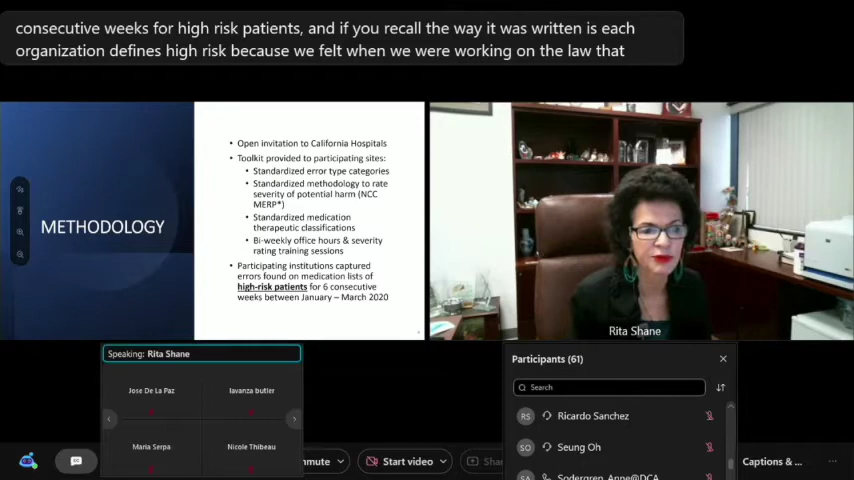 consecutive weeks for high risk patients, and if you recall the way it was written is each
organization defines high risk because we felt when we were working on the law that
METHODOLOGY
• Open invitation to California Hospitals
• Toolkit provided to participating sites:
• Standardized error type categories
• Standardized methodology to rate
severity of potential harm (NCC
MERP*)
• Standardized medication
therapeutic classifications
• Bi-weekly office hours & severity
rating training sessions
• Participating institutions captured
errors found on medication lists of
high-risk patients for 6 consecutive
weeks between January – March 2020
Rita Shane
Speaking: Rita Shane
Jose De La Paz
lavanza butler
Maria Serpa
Nicole Thibeau
Participants (61)
Search
RS Ricardo Sanchez
SO Seung Oh
Sodergren, Anne@DCA
mute
Start video
Shar
Captions & ...